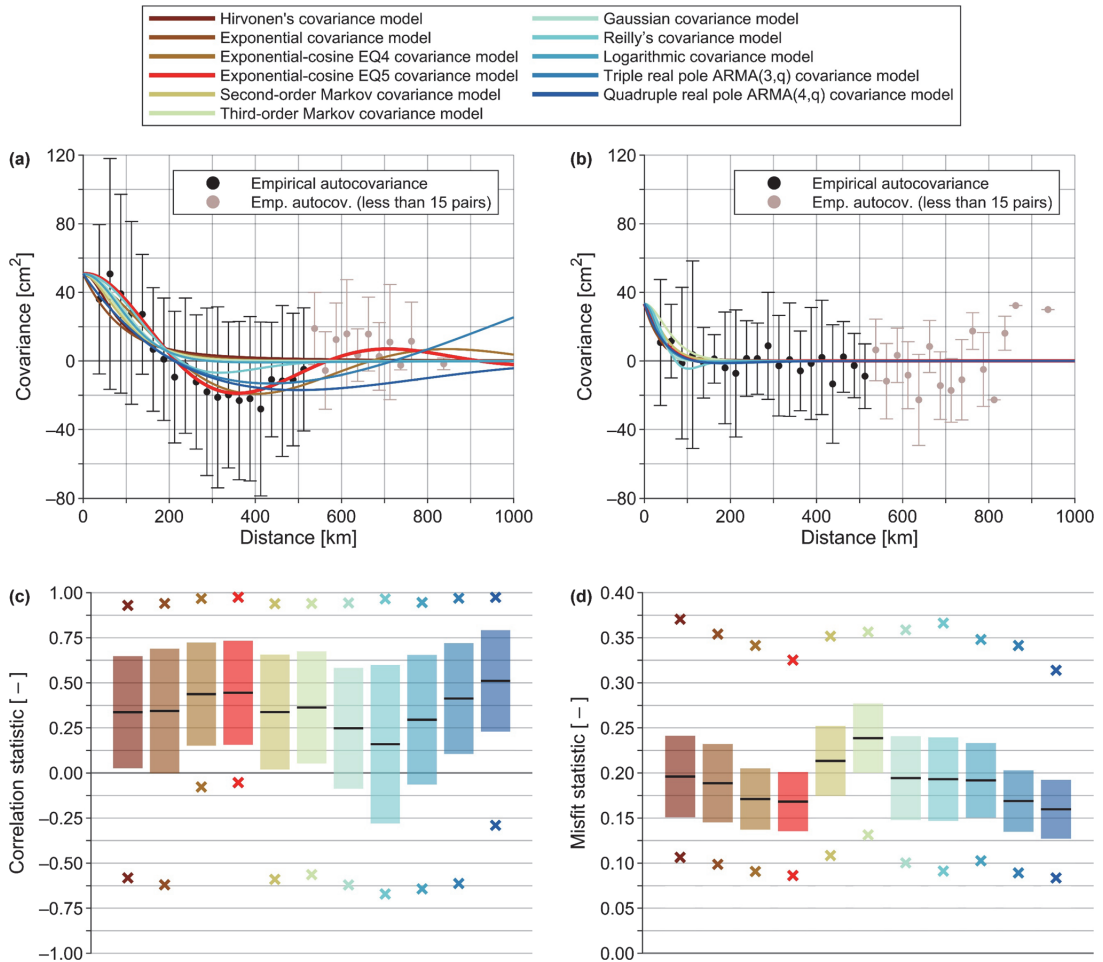 Hirvonen's covariance model
Exponential covariance model
Exponential-cosine EQ4 covariance model
Exponential-cosine EQ5 covariance model
Second-order Markov covariance model
Third-order Markov covariance model
Gaussian covariance model
Reilly's covariance model
Logarithmic covariance model
Triple real pole ARMA(3,q) covariance model
Quadruple real pole ARMA(4,q) covariance model
(a)
Covariance [cm²]
120
80
40
0
–40
–80
Empirical autocovariance
Emp. autocov. (less than 15 pairs)
0 200 400 600 800 1000
Distance [km]
(b)
Covariance [cm²]
120
80
40
0
–40
–80
Empirical autocovariance
Emp. autocov. (less than 15 pairs)
0 200 400 600 800 1000
Distance [km]
(c)
Correlation statistic [ – ]
1.00
0.75
0.50
0.25
0.00
–0.25
–0.50
–0.75
–1.00
(d)
Misfit statistic [ – ]
0.40
0.35
0.30
0.25
0.20
0.15
0.10
0.05
0.00